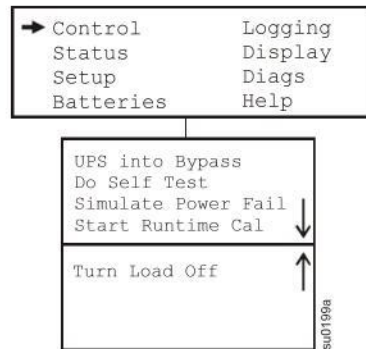 Control Logging
Status Display
Setup Diags
Batteries Help
UPS into Bypass
Do Self Test
Simulate Power Fail
Start Runtime Cal
Turn Load Off
su0199a